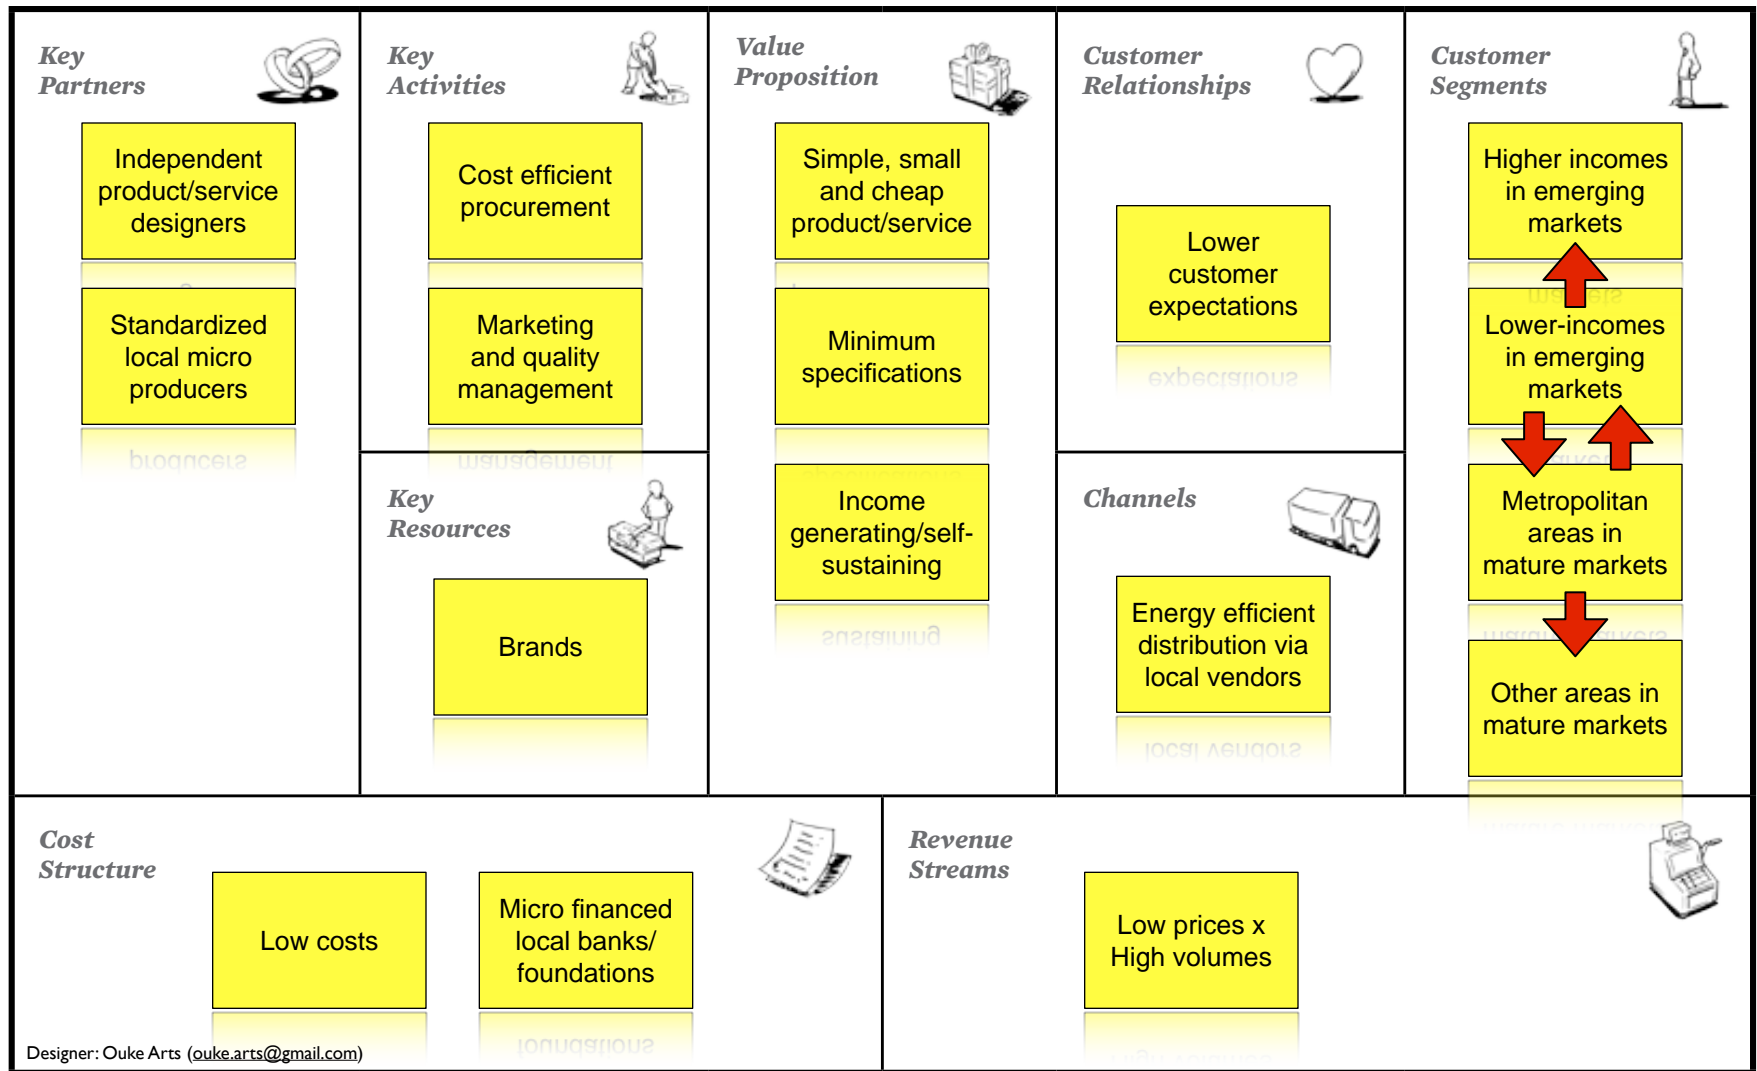 Key
Partners
Independent
product/service
designers
Standardized
local micro
producers
Key
Activities
Cost efficient
procurement
Marketing
and quality
management
Key
Resources
Brands
Value
Proposition
Simple, small
and cheap
product/service
Minimum
specifications
Income
generating/self-
sustaining
Customer
Relationships
Lower
customer
expectations
Channels
Energy efficient
distribution via
local vendors
Customer
Segments
Higher incomes
in emerging
markets
Lower-incomes
in emerging
markets
Metropolitan
areas in
mature markets
Other areas in
mature markets
Cost
Structure
Low costs
Micro financed
local banks/
foundations
Revenue
Streams
Low prices x
High volumes
Designer: Ouke Arts (ouke.arts@gmail.com)